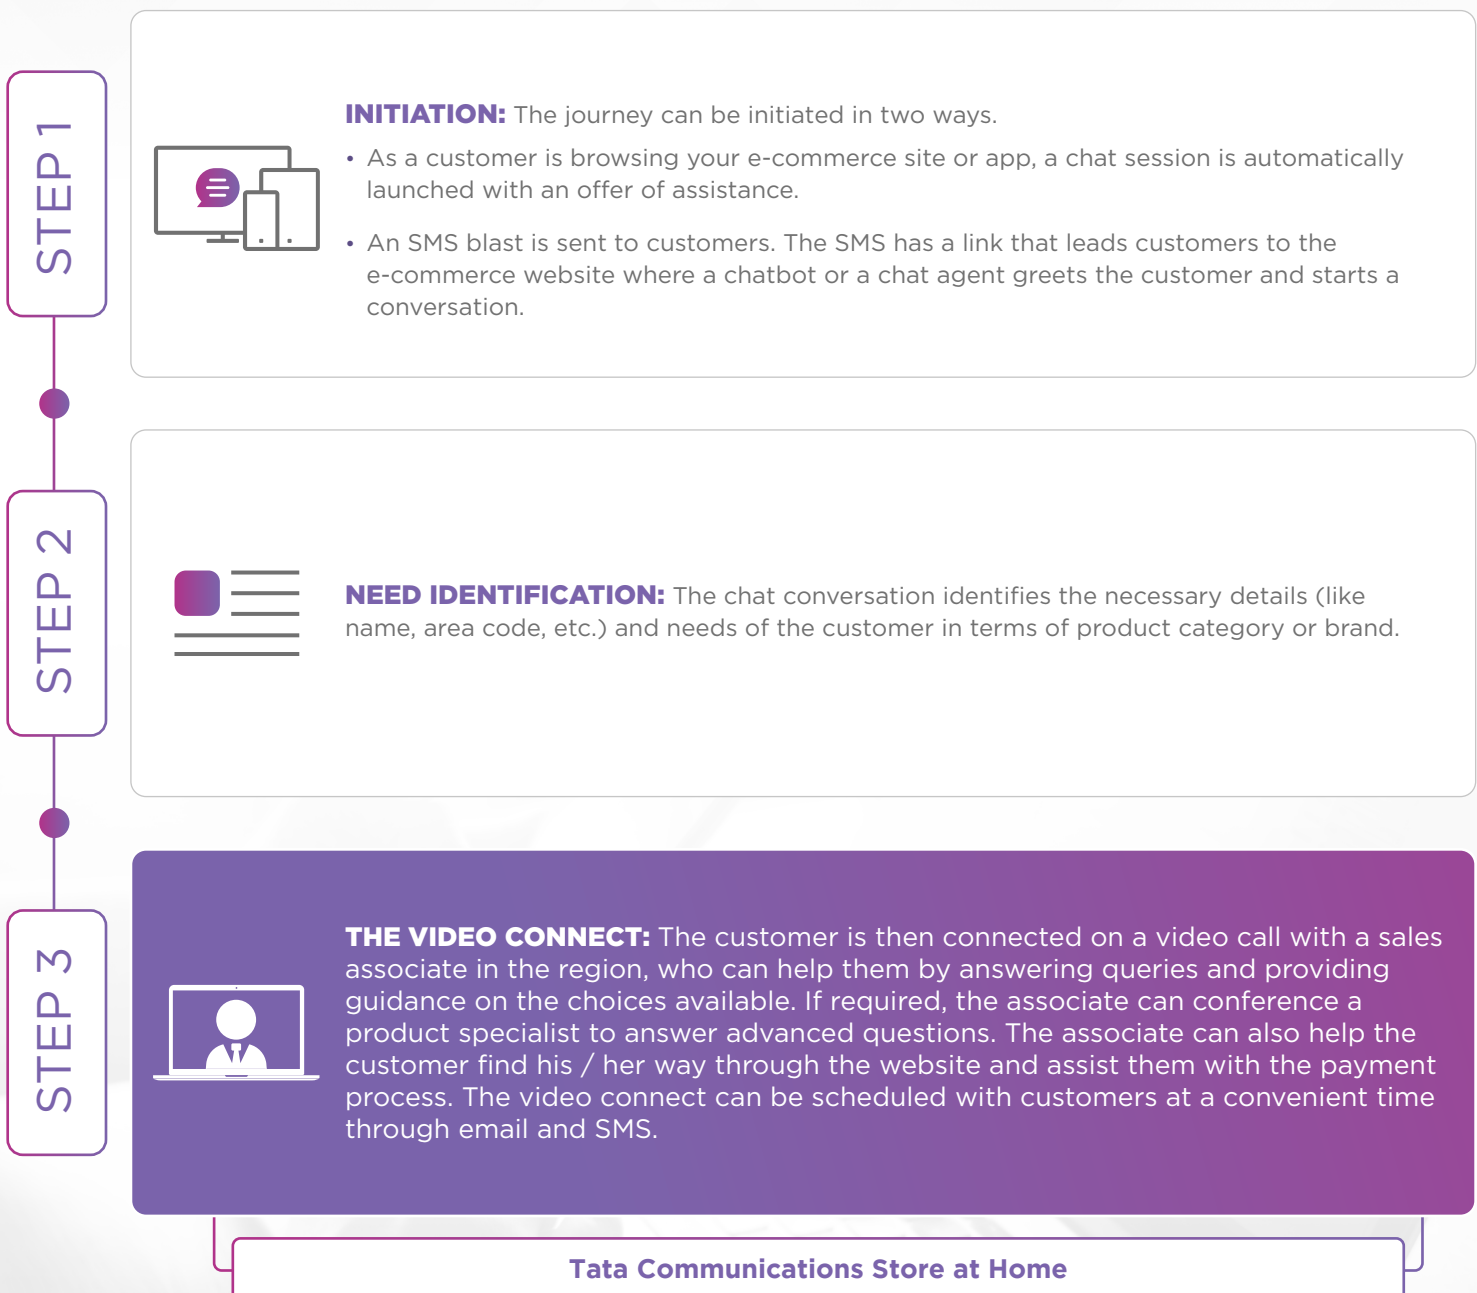 STEP 1
INITIATION: The journey can be initiated in two ways.
• As a customer is browsing your e-commerce site or app, a chat session is automatically
launched with an offer of assistance.
• An SMS blast is sent to customers. The SMS has a link that leads customers to the
e-commerce website where a chatbot or a chat agent greets the customer and starts a
conversation.
STEP 2
NEED IDENTIFICATION: The chat conversation identifies the necessary details (like
name, area code, etc.) and needs of the customer in terms of product category or brand.
STEP 3
THE VIDEO CONNECT: The customer is then connected on a video call with a sales
associate in the region, who can help them by answering queries and providing
guidance on the choices available. If required, the associate can conference a
product specialist to answer advanced questions. The associate can also help the
customer find his / her way through the website and assist them with the payment
process. The video connect can be scheduled with customers at a convenient time
through email and SMS.
Tata Communications Store at Home